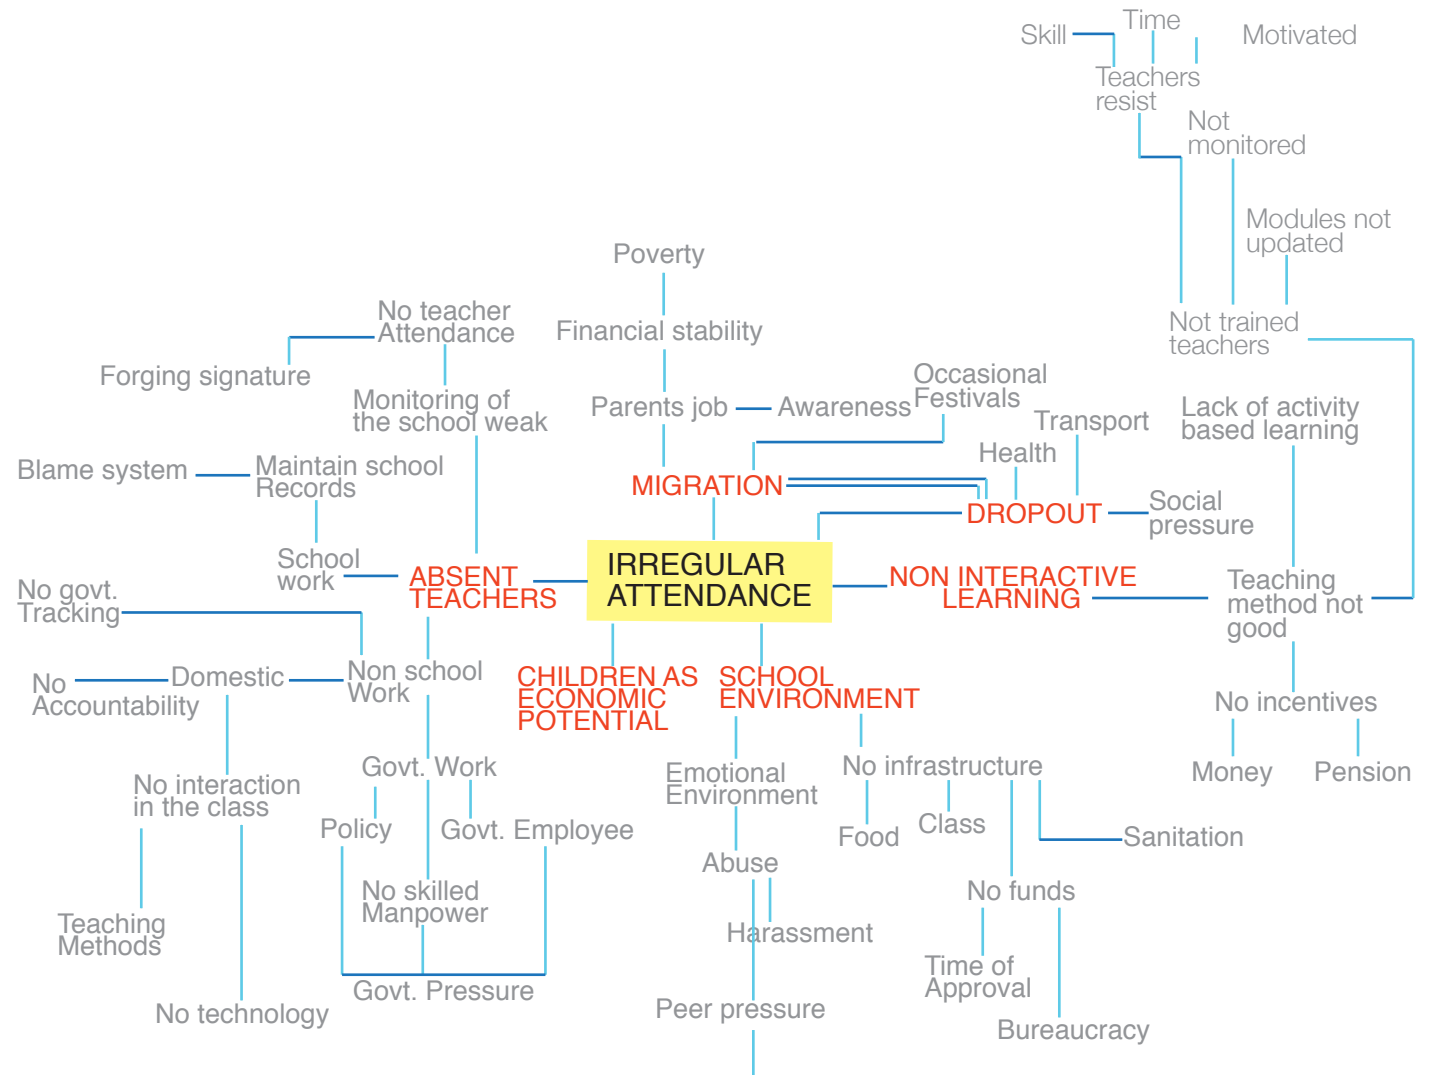 Time
Skill
Motivated
Teachers
resist
Not
monitored
Modules not
updated
Poverty
No teacher
Attendance
Financial stability
Not trained
teachers
Forging signature
Occasional
Festivals
Monitoring of
the school weak
Parents job
Awareness
Transport
Lack of activity
based learning
Health
Blame system
Maintain school
Records
MIGRATION
DROPOUT
Social
pressure
School
work
ABSENT
TEACHERS
IRREGULAR
ATTENDANCE
NON INTERACTIVE
LEARNING
Teaching
method not
good
No govt.
Tracking
No
Accountability
Domestic
Non school
Work
CHILDREN AS
ECONOMIC
POTENTIAL
SCHOOL
ENVIRONMENT
No incentives
Govt. Work
Emotional
Environment
No infrastructure
Money
Pension
No interaction
in the class
Policy
Govt. Employee
Food
Class
Sanitation
Abuse
No skilled
Manpower
No funds
Teaching
Methods
Harassment
Time of
Approval
Govt. Pressure
No technology
Peer pressure
Bureaucracy